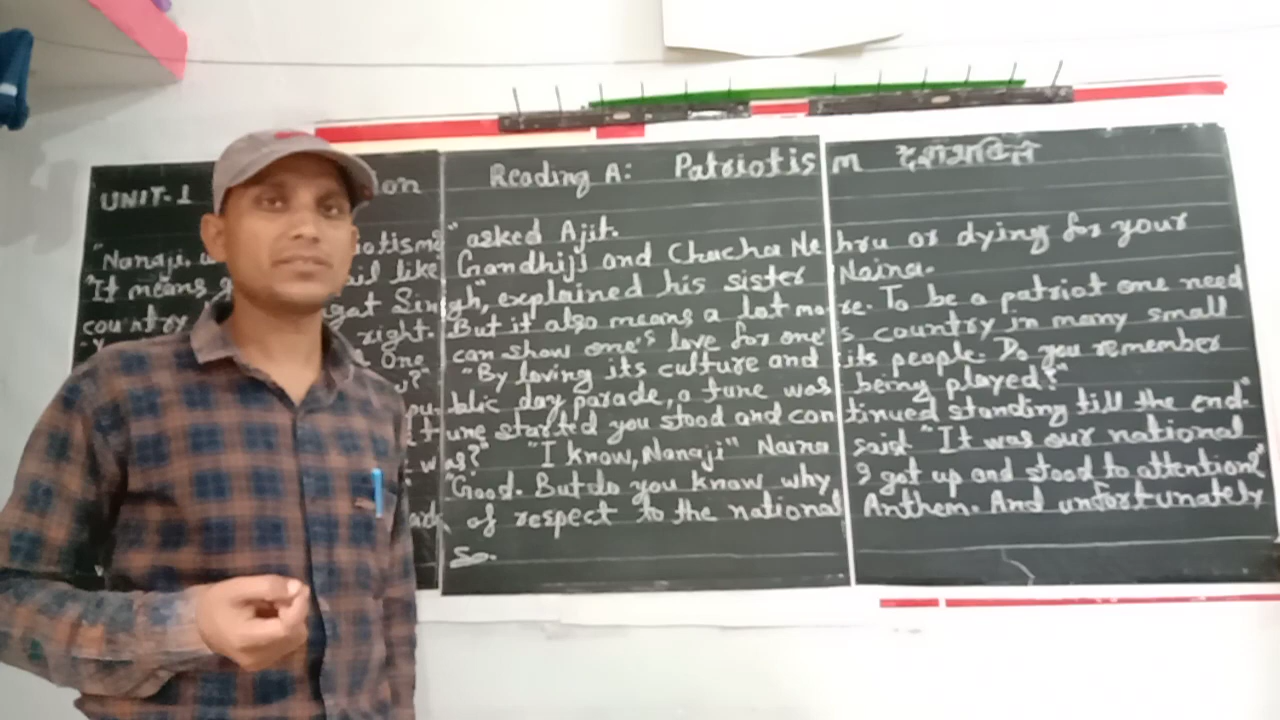 UNIT-1 on Reading A: Patriotism देशभक्ति
"Nanaji, iotism?" asked Ajit.
"It means, g il like Gandhiji and Chacha Nehru or dying for your
country gat Singh", explained his sister Naina.
right. But it also means a lot more. To be a patriot one need
one can show one's love for one's country in many small
?" "By loving its culture and its people. Do you remember
public day parade, a tune was being played?"
tune started you stood and continued standing till the end."
was?" "I know, Nanaji" Naina said "It was our national
"Good. But do you know why I got up and stood to attention?"
of respect to the national Anthem. And unfortunately
so.